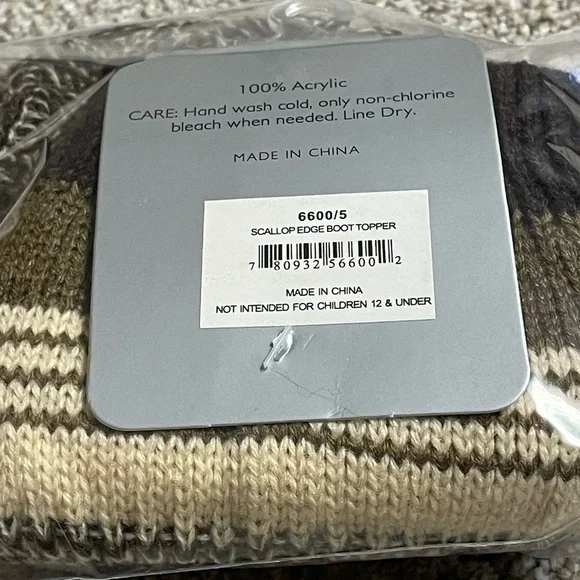 100% Acrylic
CARE: Hand wash cold, only non-chlorine
bleach when needed. Line Dry.
MADE IN CHINA
6600/5
SCALLOP EDGE BOOT TOPPER
7 80932 56600 2
MADE IN CHINA
NOT INTENDED FOR CHILDREN 12 & UNDER